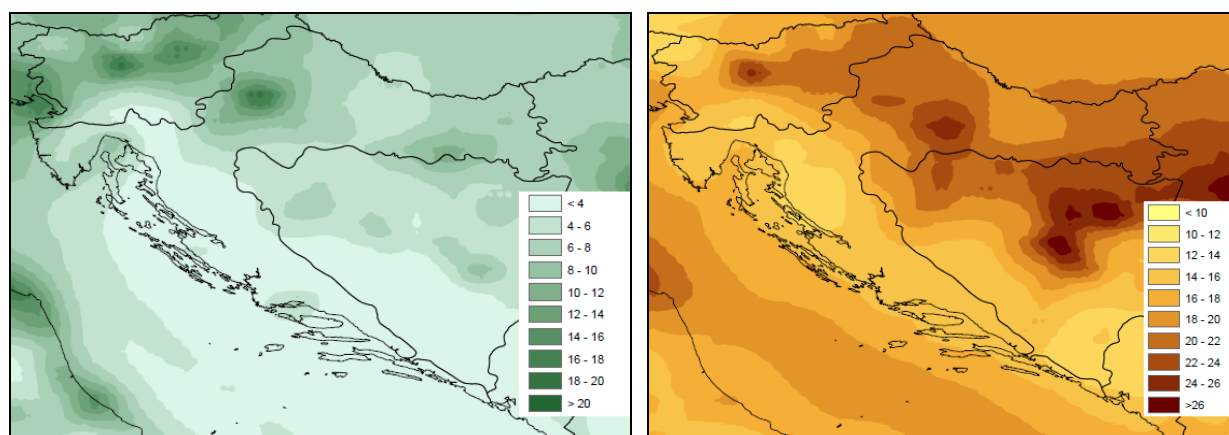 < 4
4 - 6
6 - 8
8 - 10
10 - 12
12 - 14
14 - 16
16 - 18
18 - 20
> 20
< 10
10 - 12
12 - 14
14 - 16
16 - 18
18 - 20
20 - 22
22 - 24
24 - 26
>26